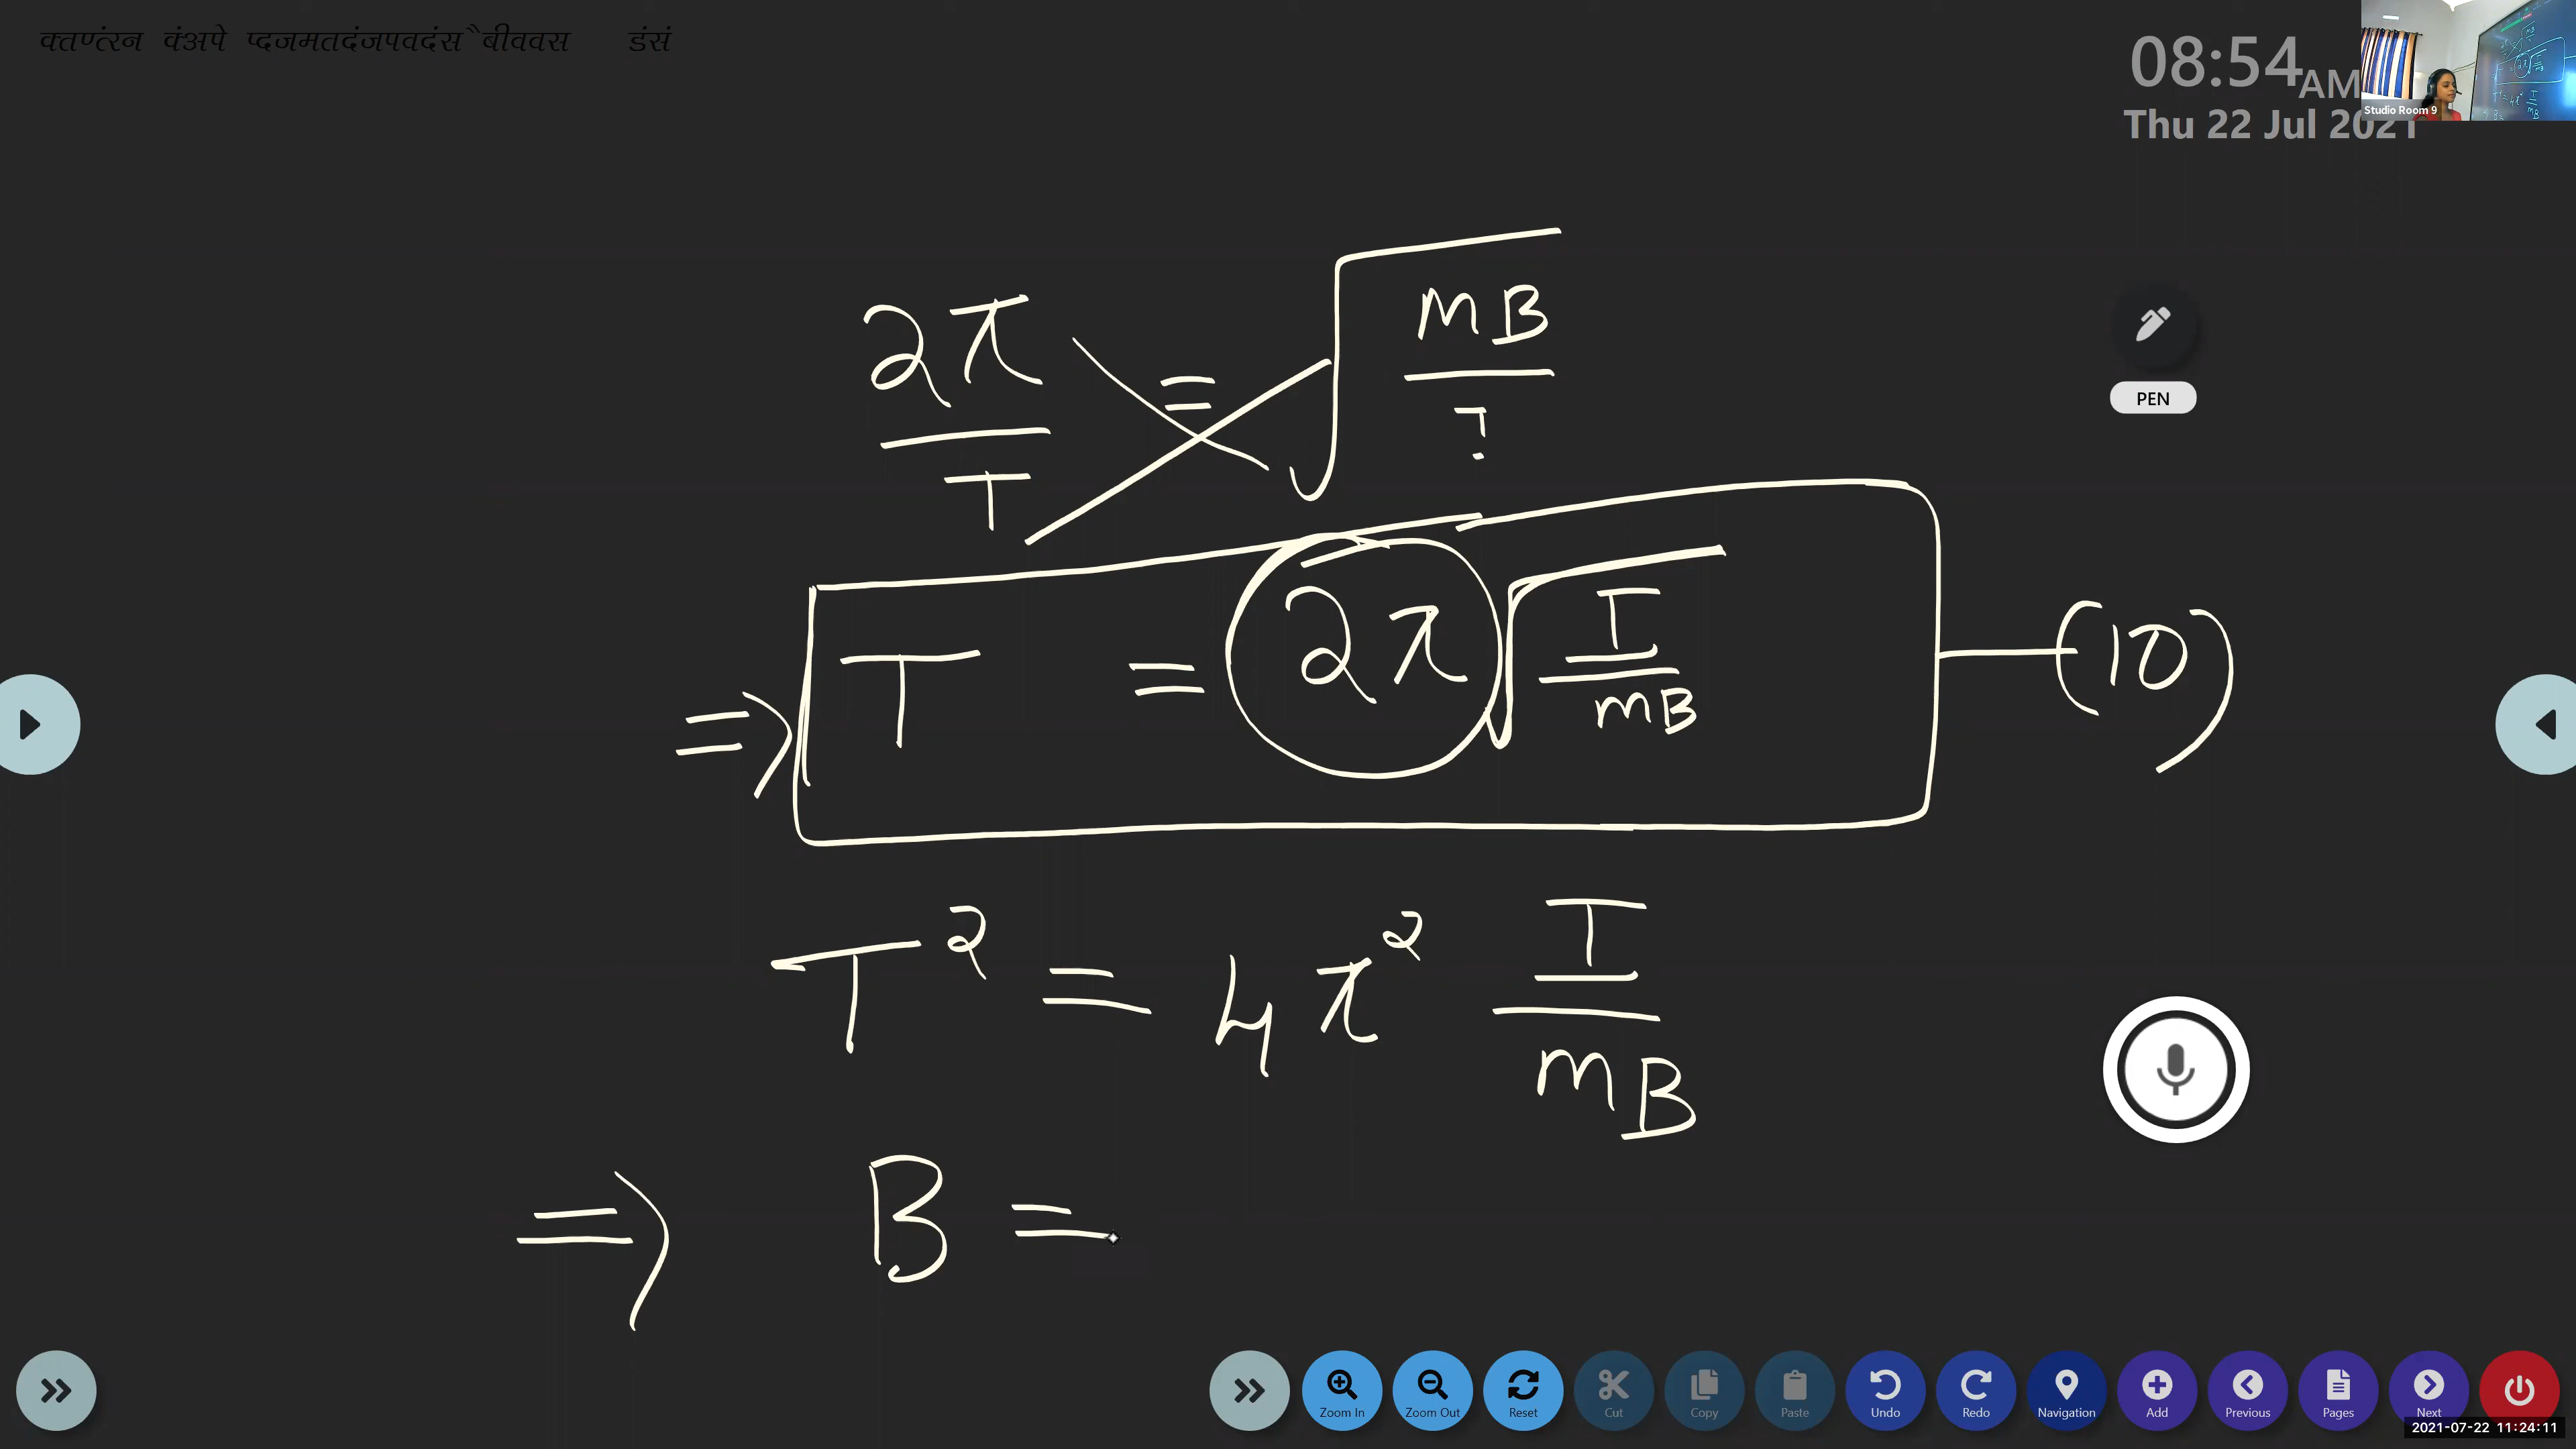 क्तण्ंरन वंअपे प्दजमतदंजपवदंस ैबीववस डंसं
08:54 AM
Thu 22 Jul 2021
Studio Room 9
PEN
2π/T = √(MB/?)
⇒ T = 2π √(I/mB) —(10)
T² = 4π² I/mB
⇒ B =
Zoom In Zoom Out Reset Cut Copy Paste Undo Redo Navigation Add Previous Pages Next
2021-07-22 11:24:11